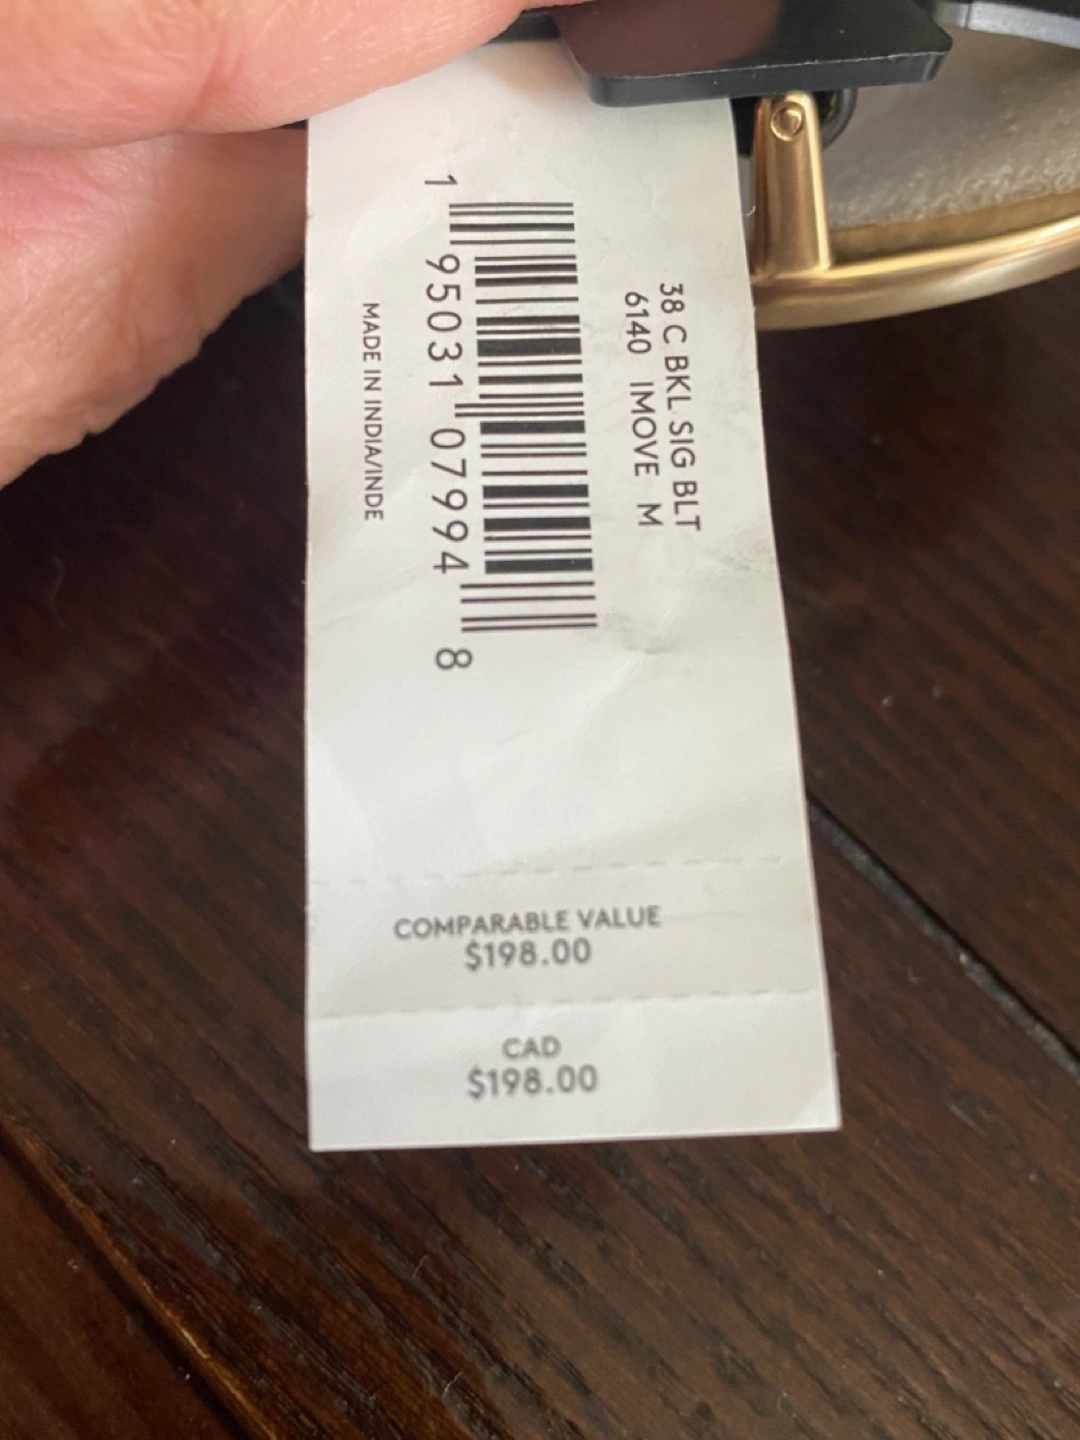 38 C BKL SIG BLT
6140 IMOVE M
1 95031 07994 8
MADE IN INDIA/INDE
COMPARABLE VALUE
$198.00
CAD
$198.00